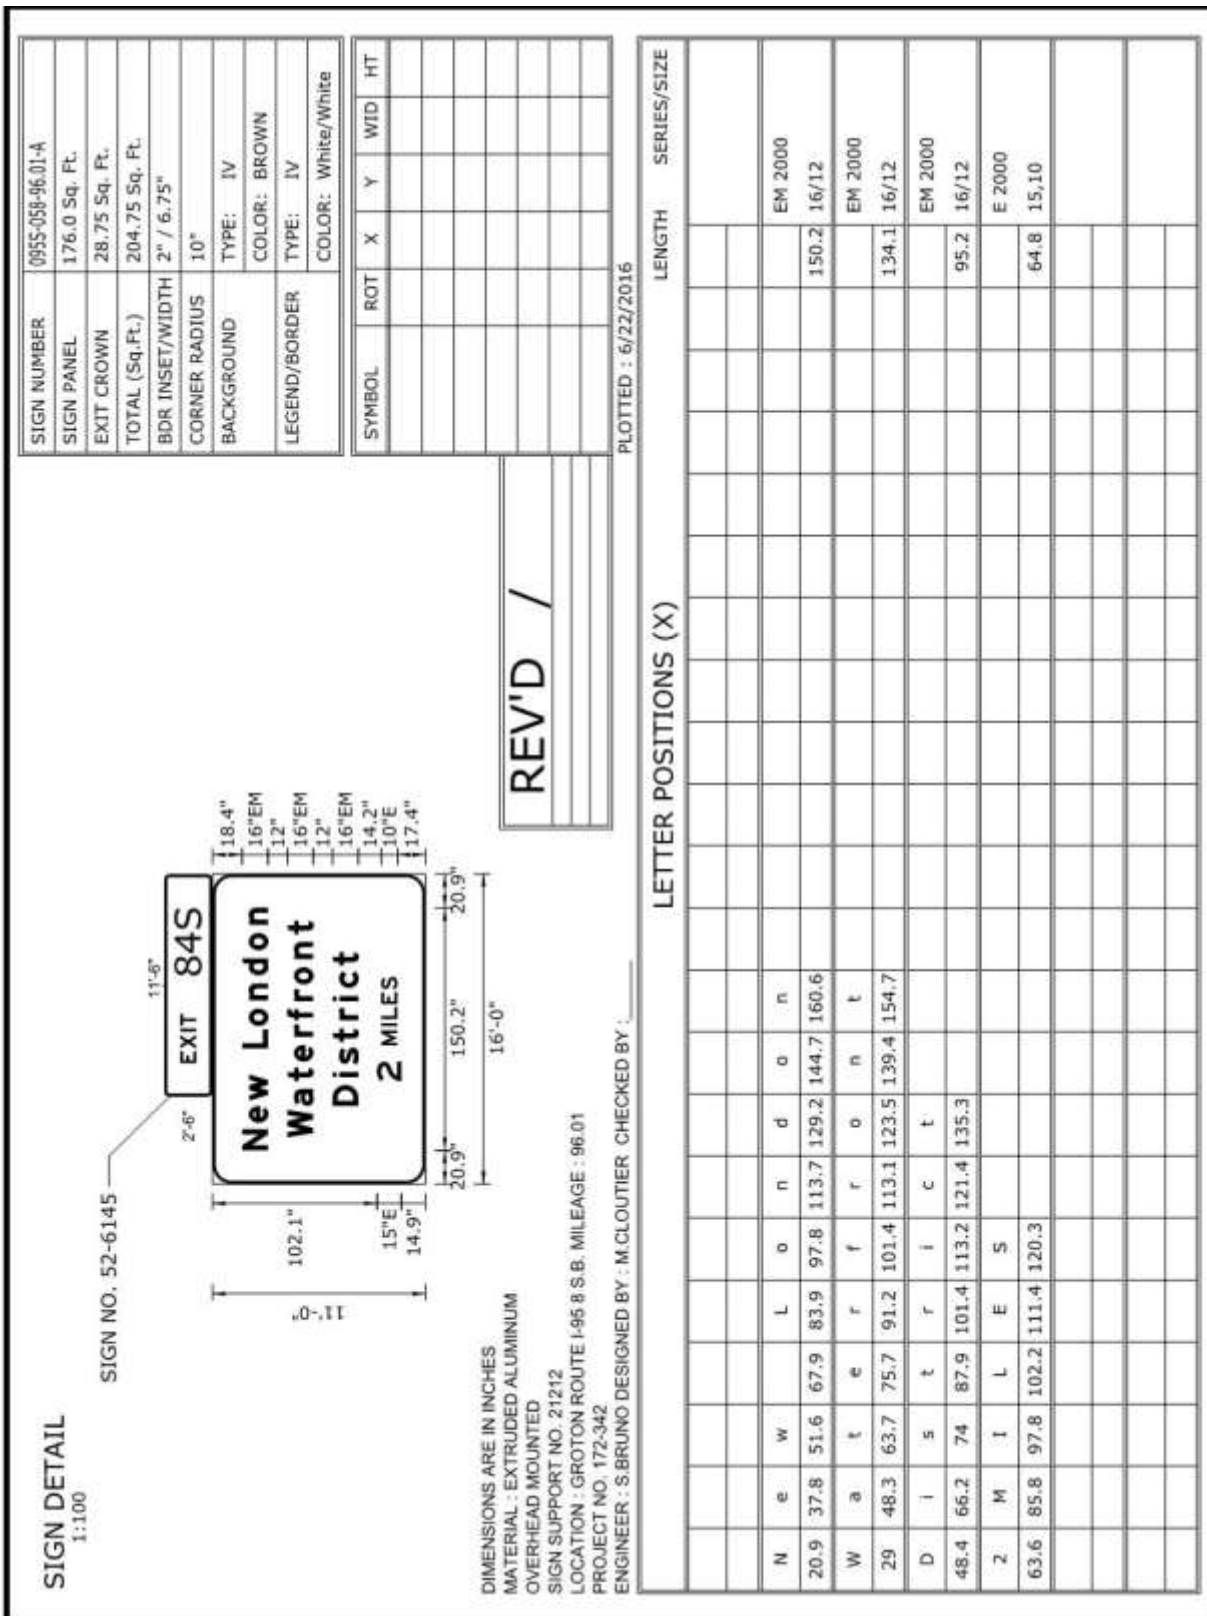 SIGN DETAIL
1:100
SIGN NO. 52-6145
2'-6"
11'-6"
EXIT 84S
New London
Waterfront
District
2 MILES
18.4"
16"EM
12"
16"EM
12"
16"EM
14.2"
10"E
17.4"
102.1"
15"E
14.9"
11'-0"
20.9" 150.2" 20.9"
16'-0"
DIMENSIONS ARE IN INCHES
MATERIAL : EXTRUDED ALUMINUM
OVERHEAD MOUNTED
SIGN SUPPORT NO. 21212
LOCATION : GROTON ROUTE I-95 8 S.B. MILEAGE : 96.01
PROJECT NO. 172-342
ENGINEER : S.BRUNO DESIGNED BY : M.CLOUTIER CHECKED BY :
REV'D /
SIGN NUMBER 0955-058-96.01-A
SIGN PANEL 176.0 Sq. Ft.
EXIT CROWN 28.75 Sq. Ft.
TOTAL (Sq.Ft.) 204.75 Sq. Ft.
BDR INSET/WIDTH 2" / 6.75"
CORNER RADIUS 10"
BACKGROUND TYPE: IV
COLOR: BROWN
LEGEND/BORDER TYPE: IV
COLOR: White/White
SYMBOL ROT X Y WID HT
PLOTTED : 6/22/2016
LETTER POSITIONS (X) LENGTH SERIES/SIZE
N e w L o n d o n EM 2000
20.9 37.8 51.6 67.9 83.9 97.8 113.7 129.2 144.7 160.6 150.2 16/12
W a t e r f r o n t EM 2000
29 48.3 63.7 75.7 91.2 101.4 113.1 123.5 139.4 154.7 134.1 16/12
D i s t r i c t EM 2000
48.4 66.2 74 87.9 101.4 113.2 121.4 135.3 95.2 16/12
2 M I L E S E 2000
63.6 85.8 97.8 102.2 111.4 120.3 64.8 15,10